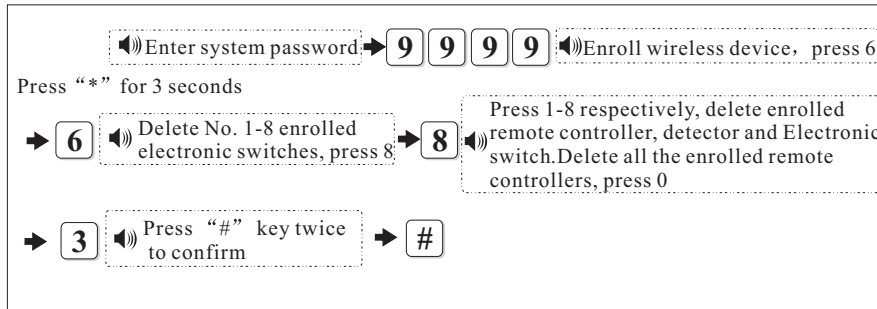 Enter system password 9 9 9 9 Enroll wireless device, press 6
Press “*” for 3 seconds
6 Delete No. 1-8 enrolled
electronic switches, press 8
8 Press 1-8 respectively, delete enrolled
remote controller, detector and Electronic
switch.Delete all the enrolled remote
controllers, press 0
3 Press “#” key twice
to confirm
#